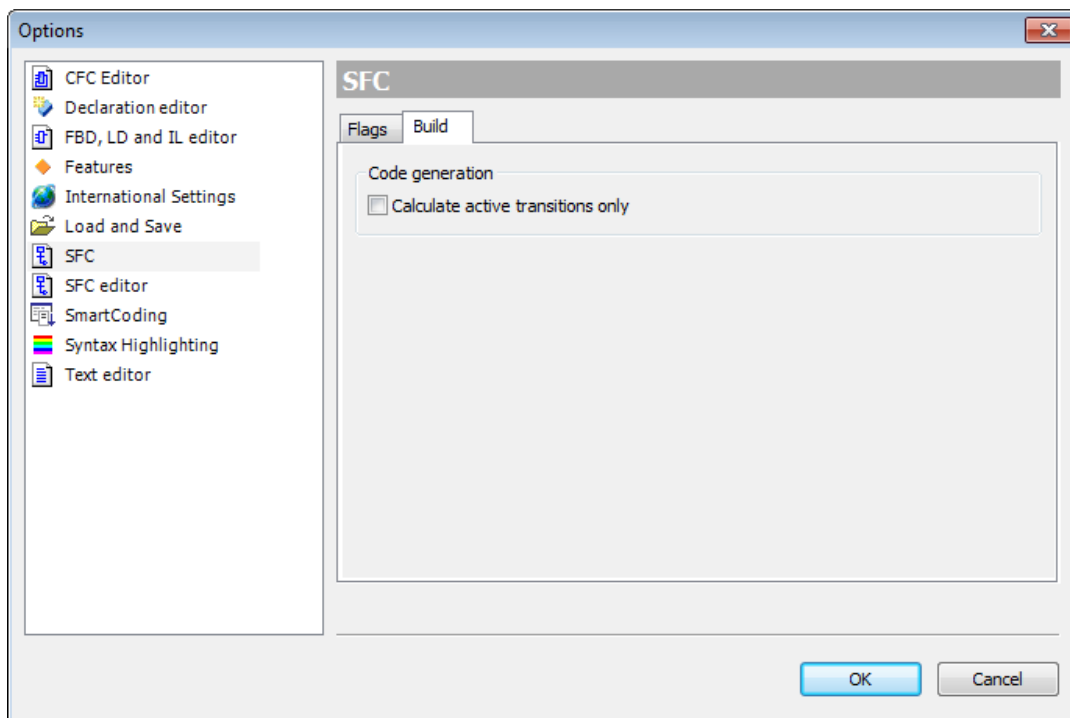 Options
CFC Editor
Declaration editor
FBD, LD and IL editor
Features
International Settings
Load and Save
SFC
SFC editor
SmartCoding
Syntax Highlighting
Text editor
SFC
Flags
Build
Code generation
Calculate active transitions only
OK
Cancel